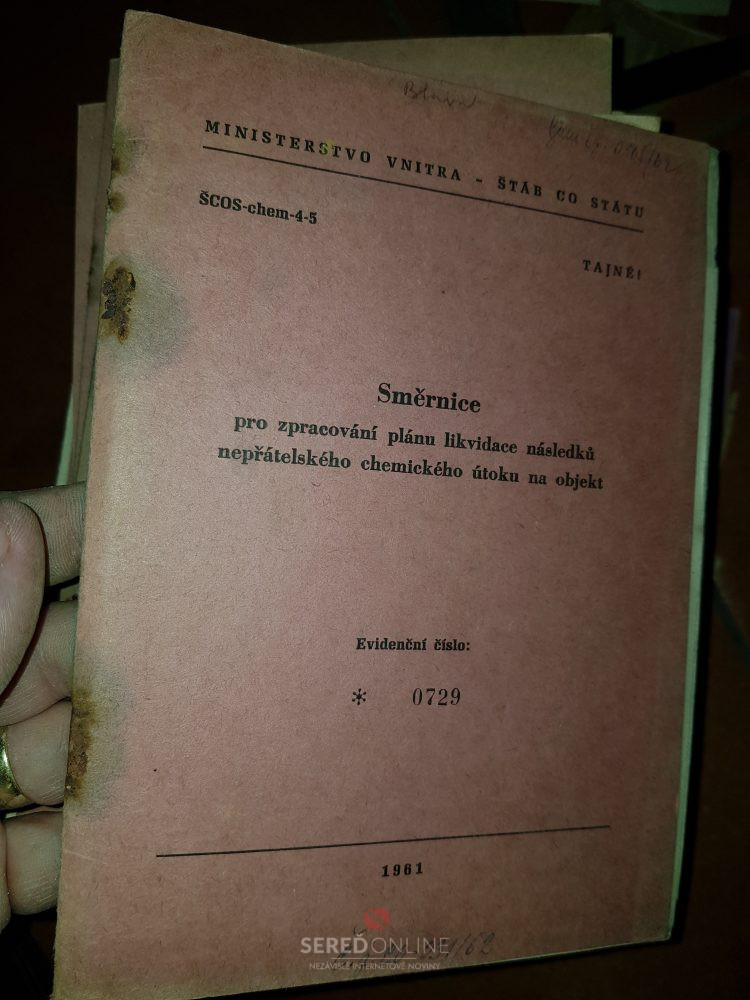 MINISTERSTVO VNITRA - ŠTÁB CO STÁTU
ŠCOS-chem-4-5
TAJNÉ!
Směrnice
pro zpracování plánu likvidace následků
nepřátelského chemického útoku na objekt
Evidenční číslo:
* 0729
1961
SEREĎONLINE
NEZÁVISLÉ INTERNETOVÉ NOVINY